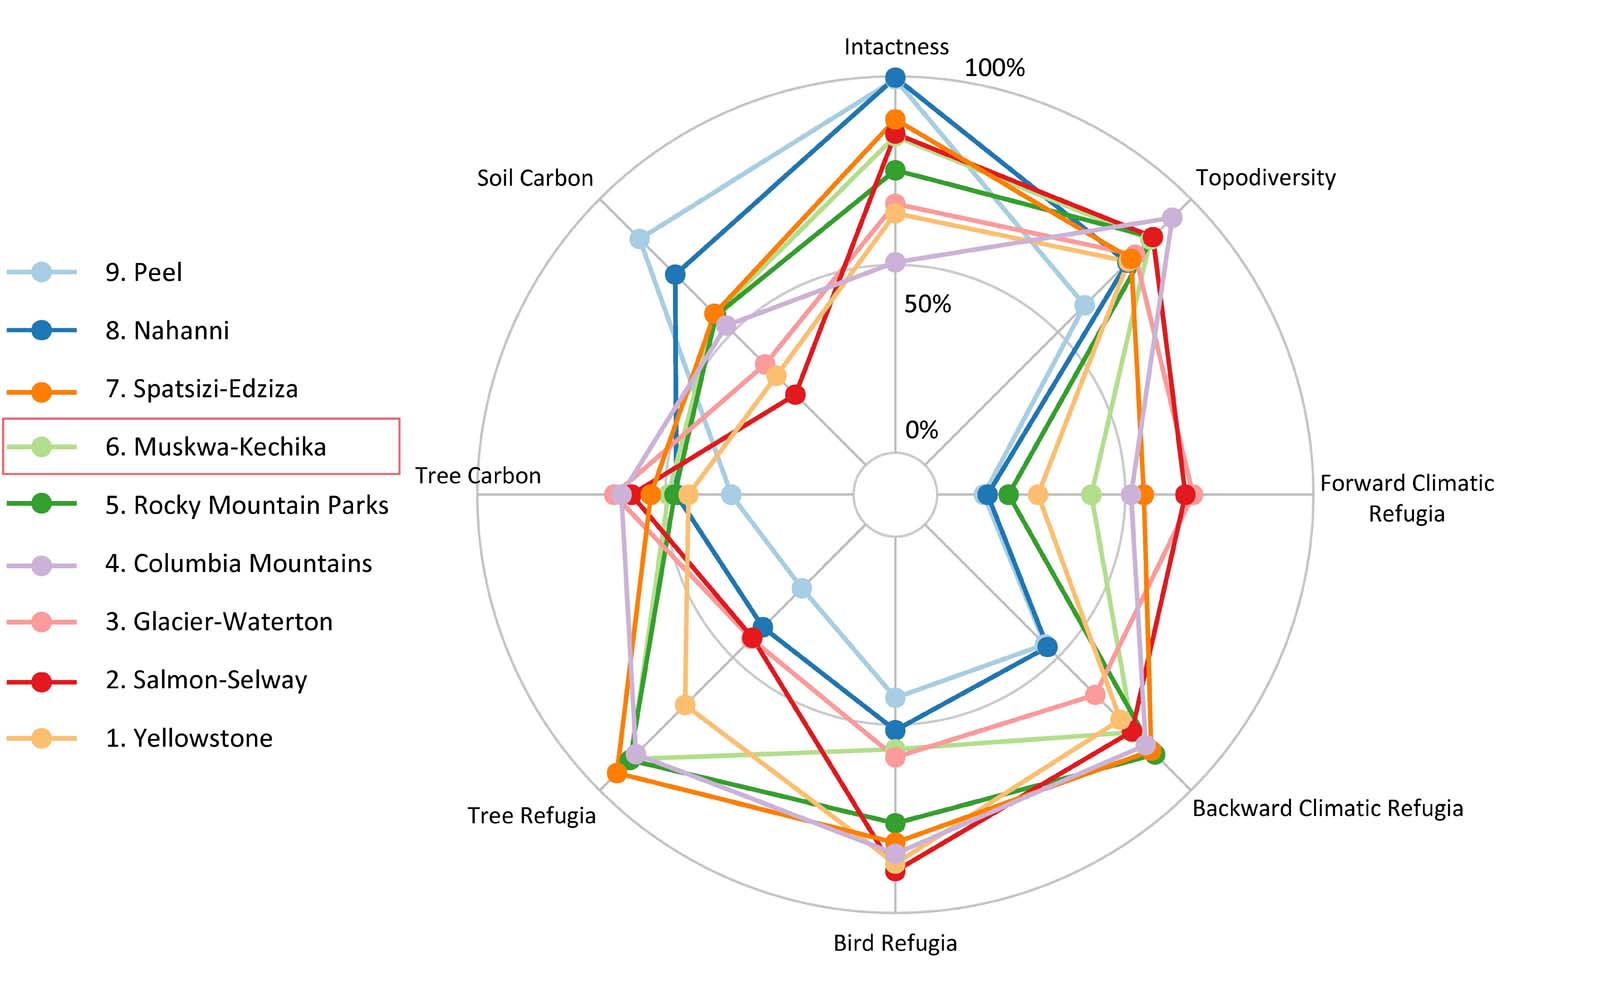 Intactness
100%
Soil Carbon
Topodiversity
9. Peel
50%
8. Nahanni
7. Spatsizi-Edziza
0%
6. Muskwa-Kechika
Tree Carbon
Forward Climatic
Refugia
5. Rocky Mountain Parks
4. Columbia Mountains
3. Glacier-Waterton
2. Salmon-Selway
1. Yellowstone
Tree Refugia
Backward Climatic Refugia
Bird Refugia